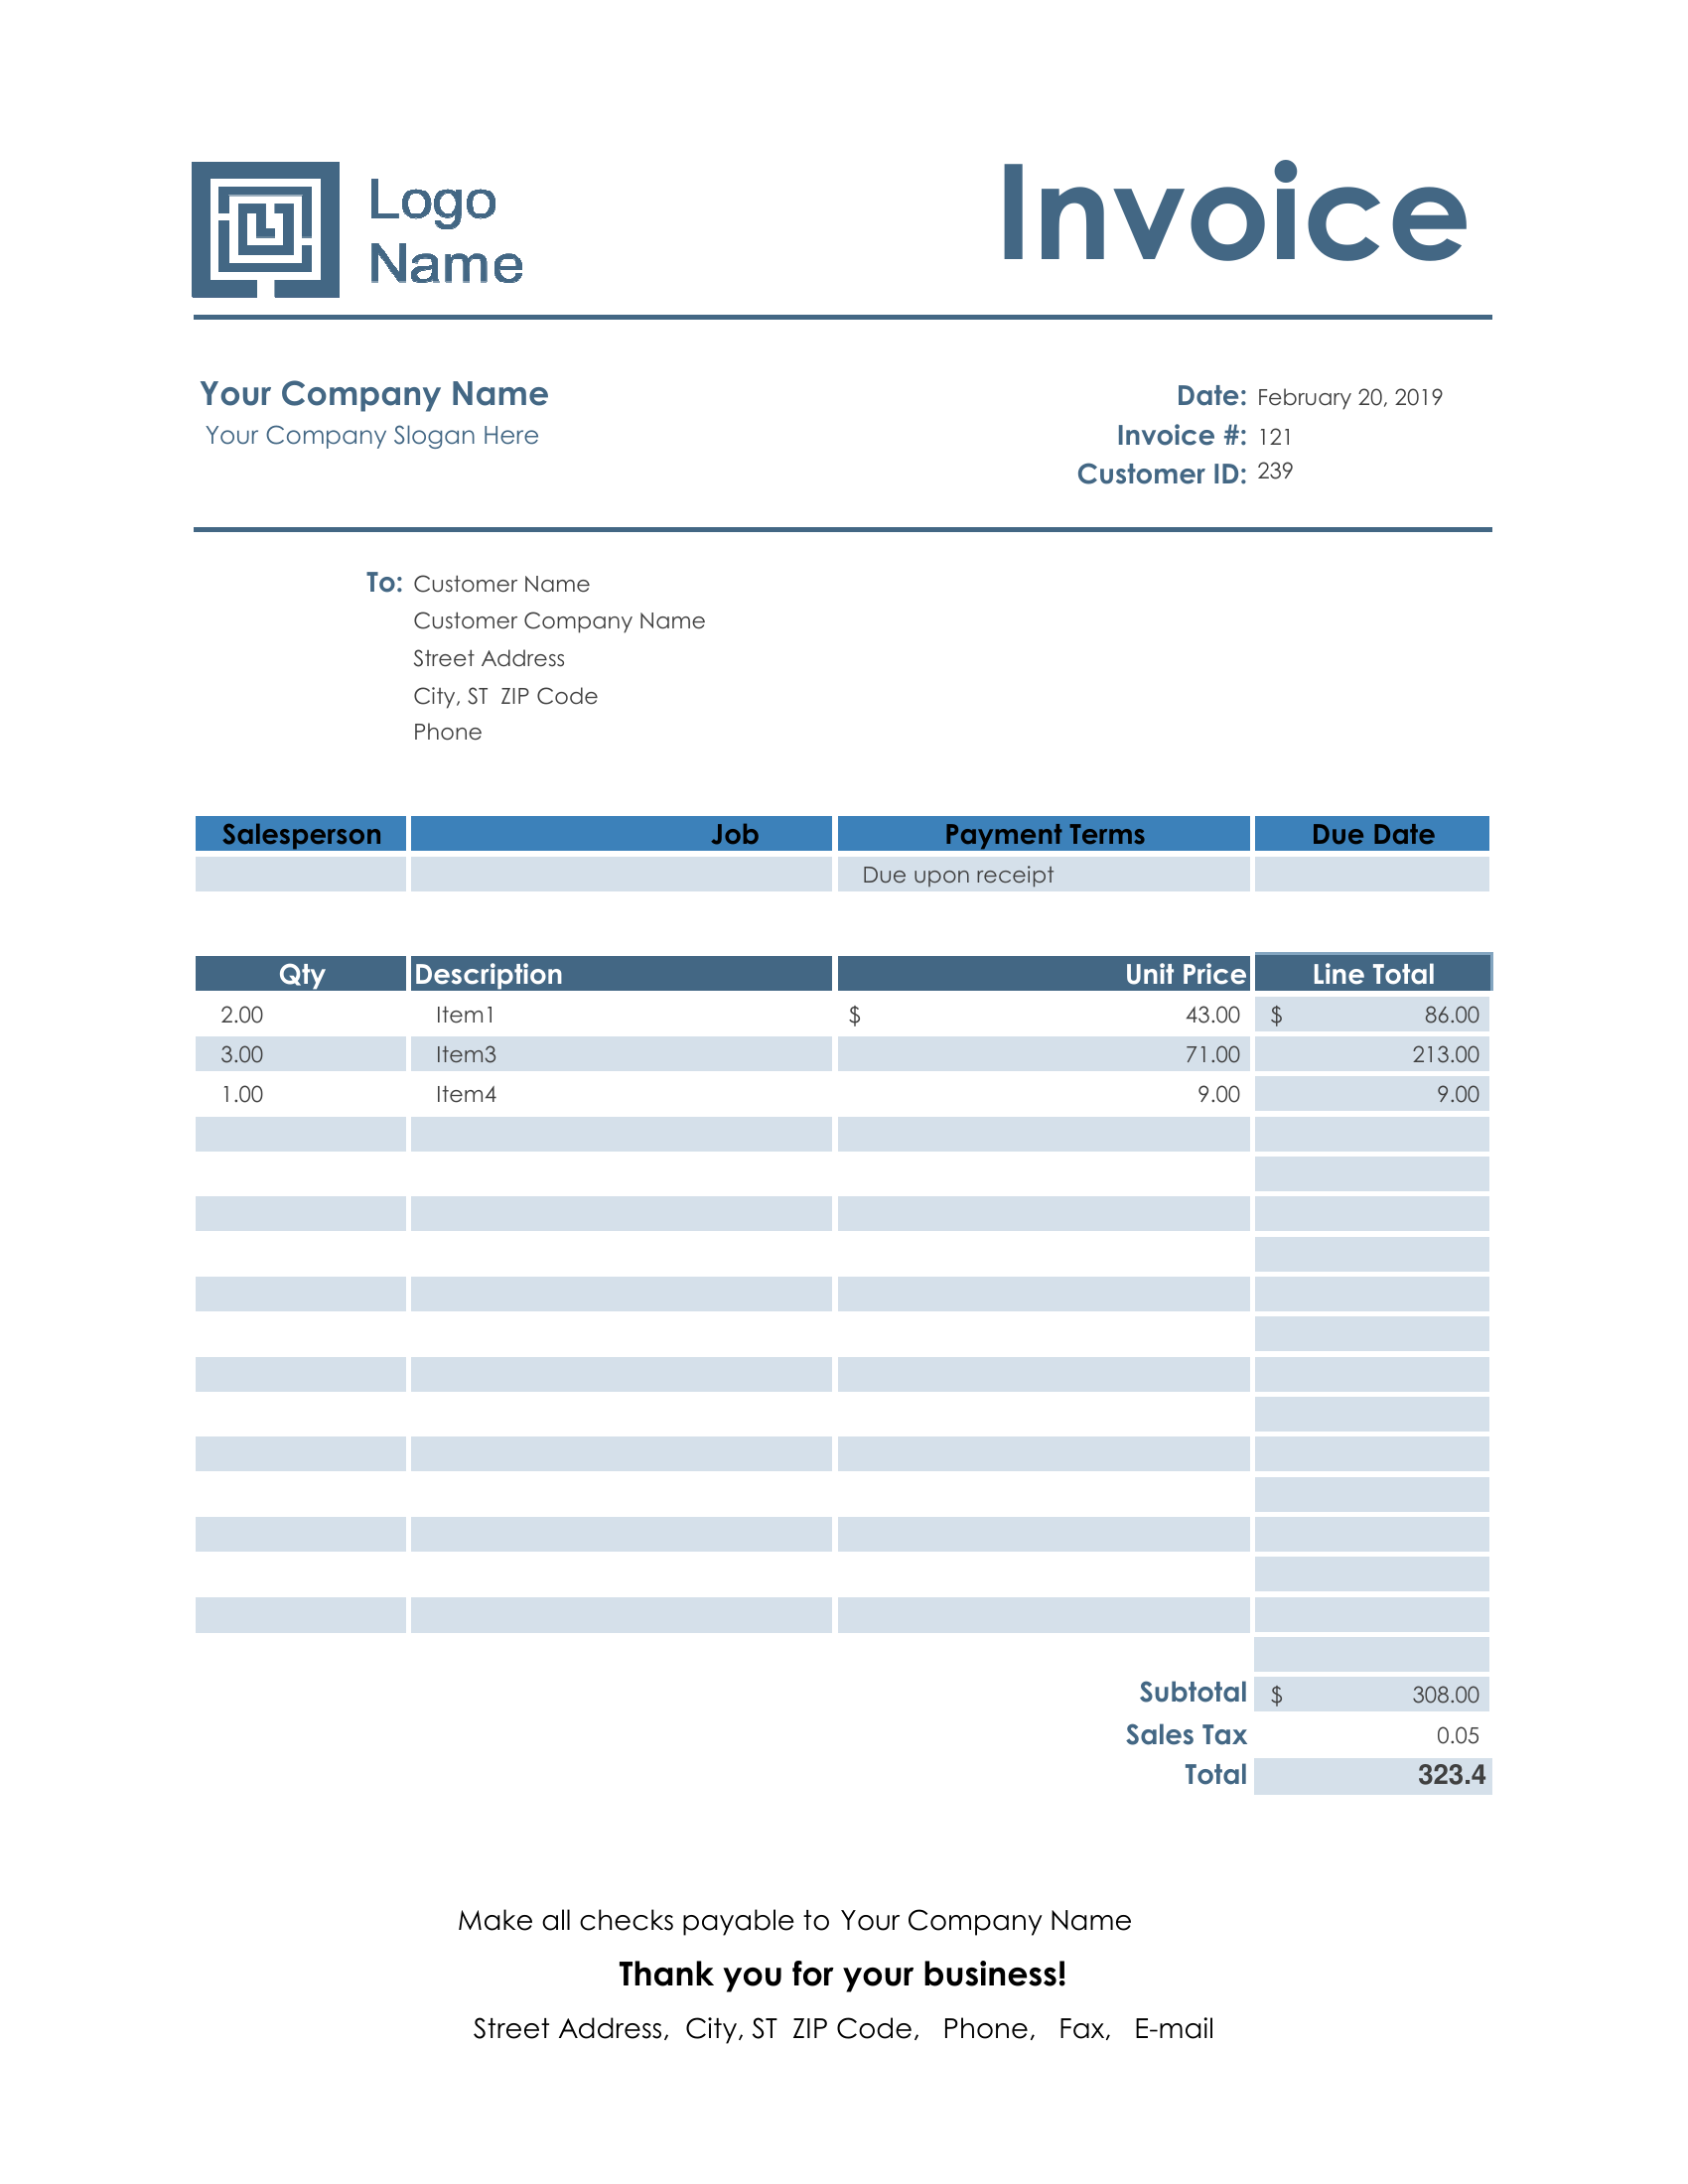 Logo
Name
Invoice
Your Company Name
Your Company Slogan Here
Date: February 20, 2019
Invoice #: 121
Customer ID: 239
To: Customer Name
Customer Company Name
Street Address
City, ST  ZIP Code
Phone
Salesperson Job Payment Terms Due Date
Due upon receipt
Qty Description Unit Price Line Total
2.00 Item1 $ 43.00 $ 86.00
3.00 Item3 71.00 213.00
1.00 Item4 9.00 9.00
Subtotal $ 308.00
Sales Tax 0.05
Total 323.4
Make all checks payable to Your Company Name
Thank you for your business!
Street Address,  City, ST  ZIP Code,   Phone,   Fax,   E-mail